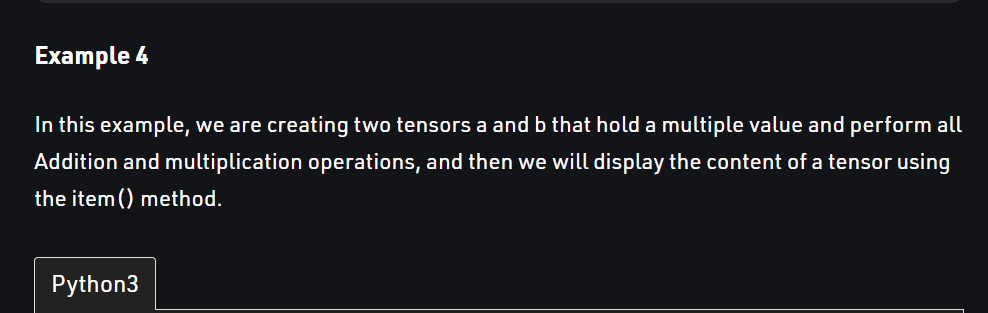 Example 4
In this example, we are creating two tensors a and b that hold a multiple value and perform all
Addition and multiplication operations, and then we will display the content of a tensor using
the item() method.
Python3